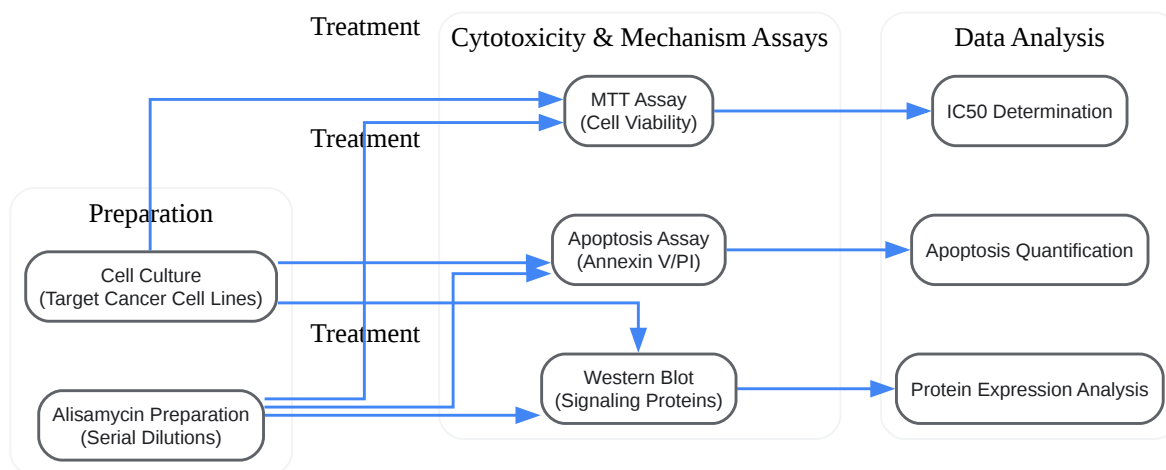 Treatment
Cytotoxicity & Mechanism Assays
Data Analysis
MTT Assay
(Cell Viability)
IC50 Determination
Treatment
Preparation
Cell Culture
(Target Cancer Cell Lines)
Apoptosis Assay
(Annexin V/PI)
Apoptosis Quantification
Treatment
Alisamycin Preparation
(Serial Dilutions)
Western Blot
(Signaling Proteins)
Protein Expression Analysis